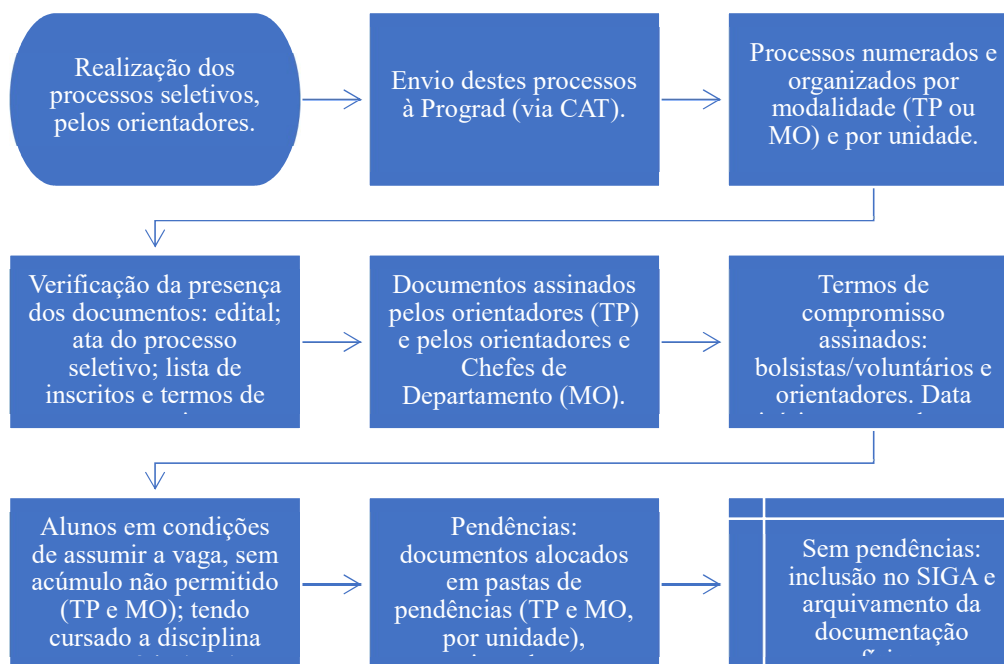 Realização dos
processos seletivos,
pelos orientadores.
Envio destes processos
à Prograd (via CAT).
Processos numerados e
organizados por
modalidade (TP ou
MO) e por unidade.
Verificação da presença
dos documentos: edital;
ata do processo
seletivo; lista de
inscritos e termos de
Documentos assinados
pelos orientadores (TP)
e pelos orientadores e
Chefes de
Departamento (MO).
Termos de
compromisso
assinados:
bolsistas/voluntários e
orientadores. Data
Alunos em condições
de assumir a vaga, sem
acúmulo não permitido
(TP e MO); tendo
cursado a disciplina
Pendências:
documentos alocados
em pastas de
pendências (TP e MO,
por unidade),
Sem pendências:
inclusão no SIGA e
arquivamento da
documentação